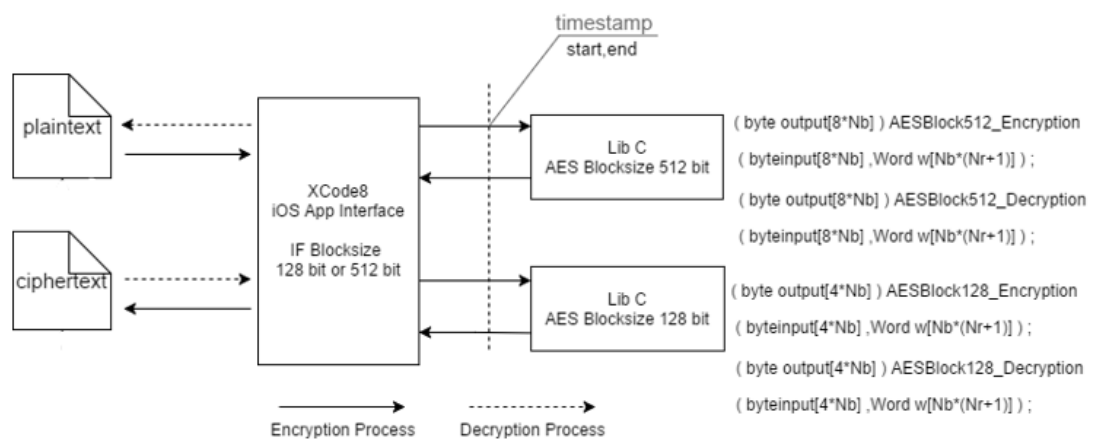 timestamp
start,end
plaintext
XCode8
iOS App Interface
IF Blocksize
128 bit or 512 bit
ciphertext
Lib C
AES Blocksize 512 bit
( byte output[8*Nb] ) AESBlock512_Encryption
( byteinput[8*Nb] ,Word w[Nb*(Nr+1)] ) ;
( byte output[8*Nb] ) AESBlock512_Decryption
( byteinput[8*Nb] ,Word w[Nb*(Nr+1)] ) ;
Lib C
AES Blocksize 128 bit
( byte output[4*Nb] ) AESBlock128_Encryption
( byteinput[4*Nb] ,Word w[Nb*(Nr+1)] ) ;
( byte output[4*Nb] ) AESBlock128_Decryption
( byteinput[4*Nb] ,Word w[Nb*(Nr+1)] ) ;
Encryption Process
Decryption Process